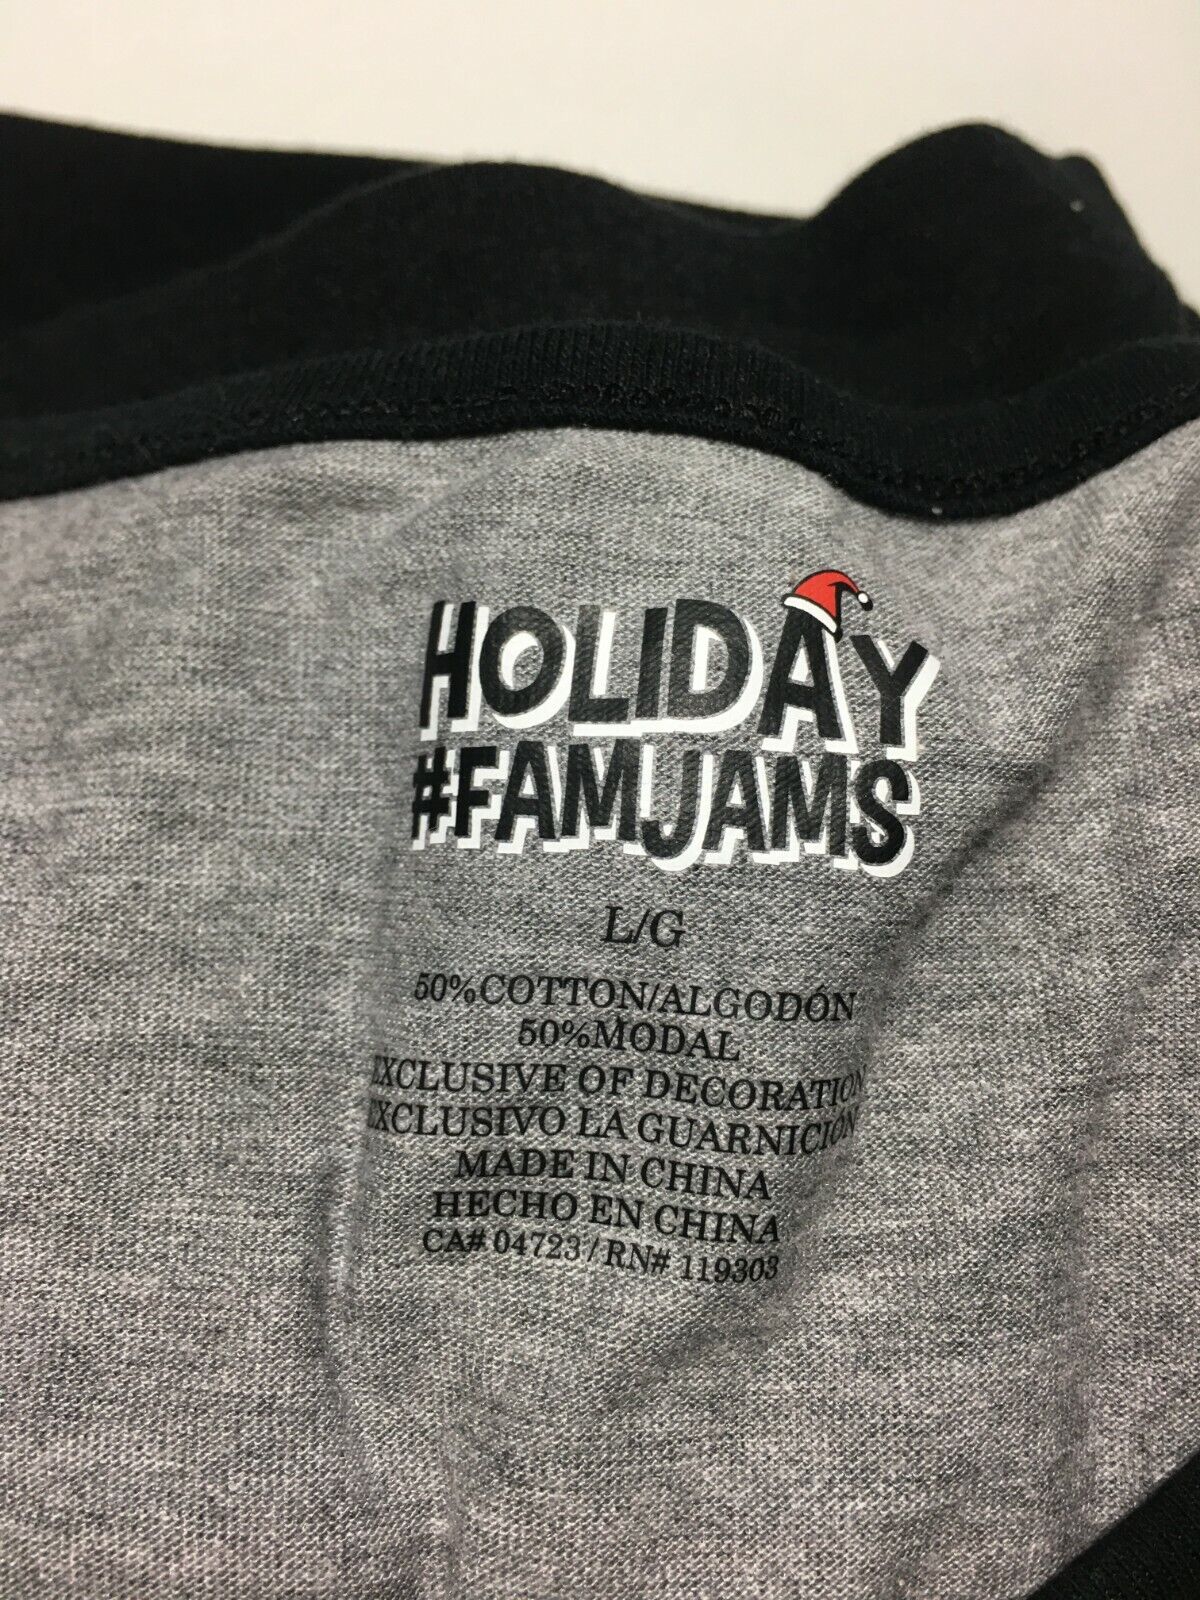 HOLIDAY
#FAMJAMS
L/G
50%COTTON/ALGODÓN
50%MODAL
EXCLUSIVE OF DECORATION
EXCLUSIVO LA GUARNICIÓN
MADE IN CHINA
HECHO EN CHINA
CA# 04723 / RN# 119303